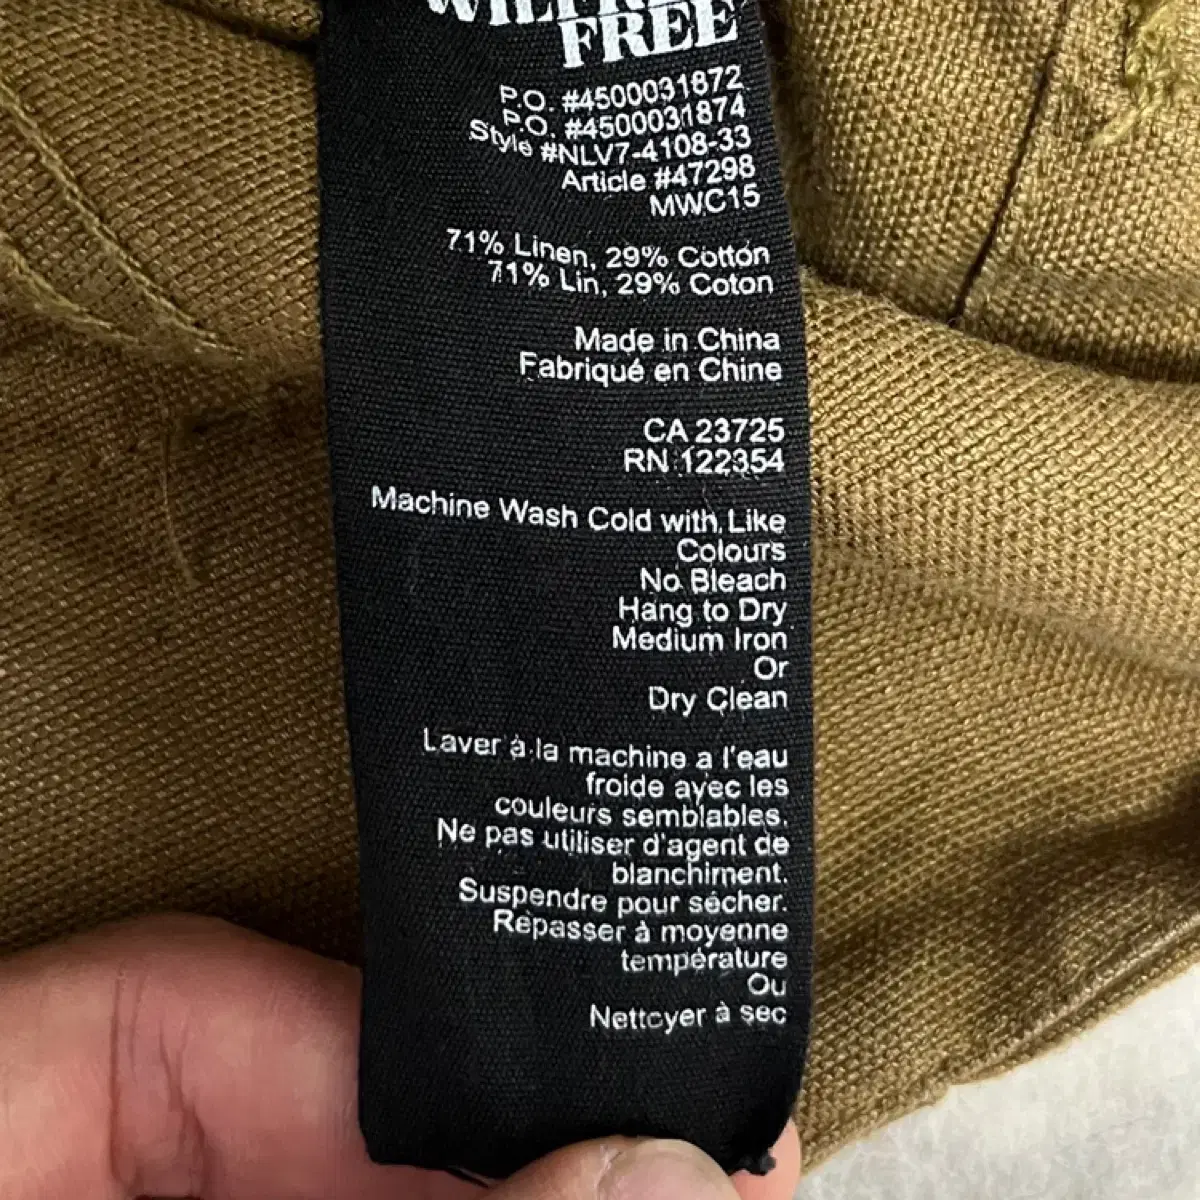 FREE
P.O. #4500031872
P.O. #4500031874
Style #NLV7-4108-33
Article #47298
MWC15
71% Linen, 29% Cotton
71% Lin, 29% Coton
Made in China
Fabriqué en Chine
CA 23725
RN 122354
Machine Wash Cold with Like
Colours
No Bleach
Hang to Dry
Medium Iron
Or
Dry Clean
Laver à la machine a l'eau
froide avec les
couleurs semblables.
Ne pas utiliser d'agent de
blanchiment.
Suspendre pour sécher.
Repasser à moyenne
température
Ou
Nettoyer à sec